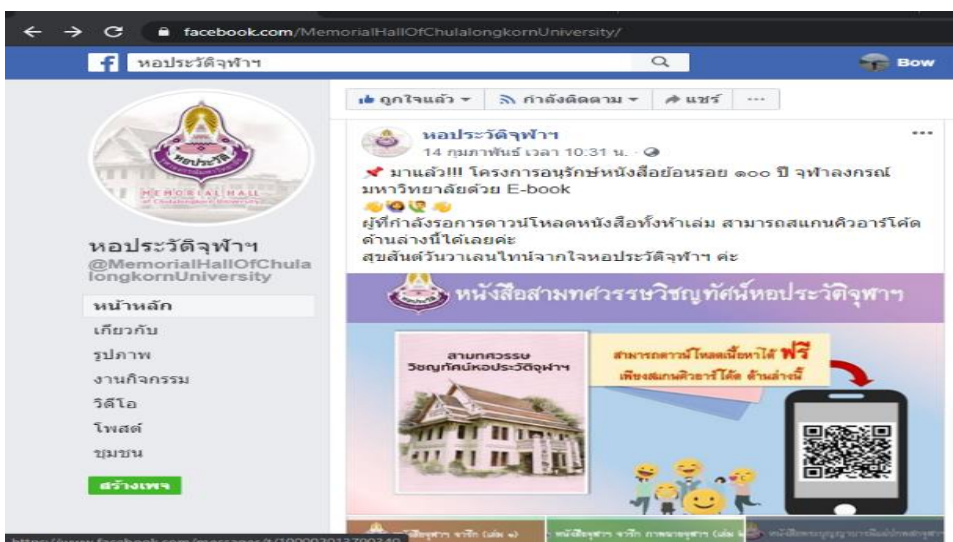 facebook.com/MemorialHallOfChulalongkornUniversity/
หอประวัติจุฬาฯ
Bow
ถูกใจแล้ว
กำลังติดตาม
แชร์
หอประวัติจุฬาฯ
14 กุมภาพันธ์ เวลา 10:31 น.
มาแล้ว!!! โครงการอนุรักษ์หนังสือย้อนรอย ๑๐๐ ปี จุฬาลงกรณ์
มหาวิทยาลัยด้วย E-book
ผู้ที่กำลังรอการดาวน์โหลดหนังสือทั้งห้าเล่ม สามารถสแกนคิวอาร์โค้ด
ด้านล่างนี้ได้เลยค่ะ
สุขสันต์วันวาเลนไทน์จากใจหอประวัติจุฬาฯ ค่ะ
หอประวัติ
MEMORIAL HALL
of Chulalongkorn University
หอประวัติจุฬาฯ
@MemorialHallOfChula
longkornUniversity
หน้าหลัก
เกี่ยวกับ
รูปภาพ
งานกิจกรรม
วิดีโอ
โพสต์
ชุมชน
สร้างเพจ
หนังสือสามทศวรรษวิชญทัศน์หอประวัติจุฬาฯ
สามทศวรรษ
วิชญทัศน์หอประวัติจุฬาฯ
สามารถดาวน์โหลดเนื้อหาได้ ฟรี
เพียงสแกนคิวอาร์โค้ด ด้านล่างนี้